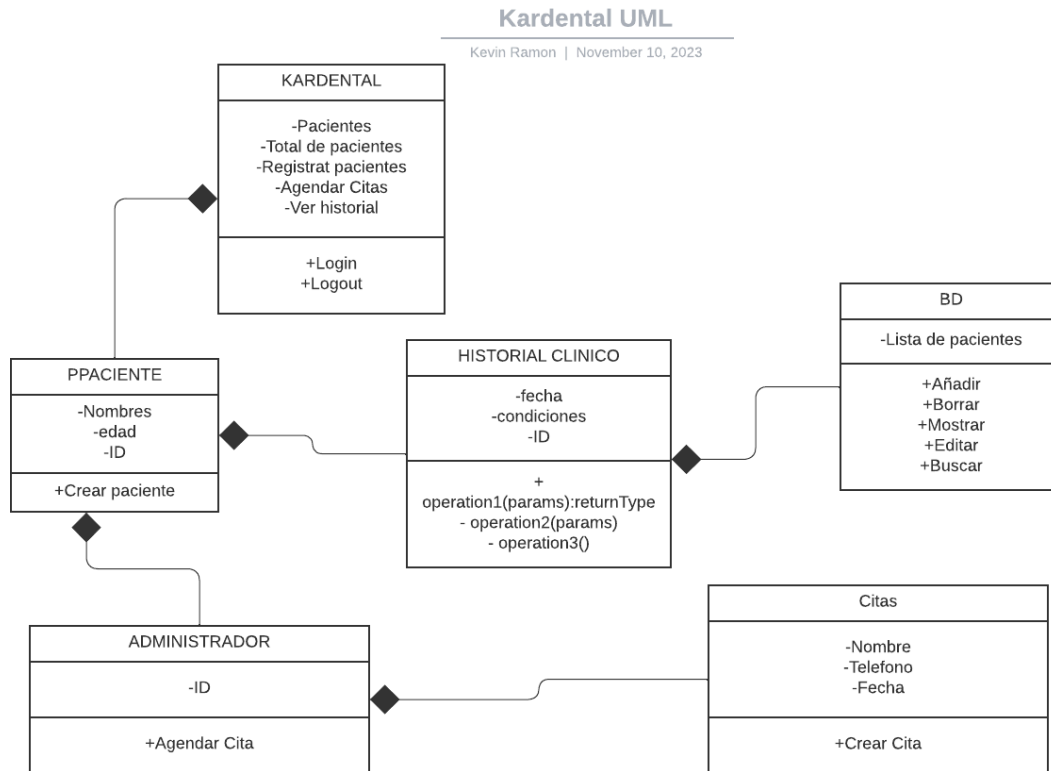 Kardental UML
Kevin Ramon | November 10, 2023
KARDENTAL
-Pacientes
-Total de pacientes
-Registrat pacientes
-Agendar Citas
-Ver historial
+Login
+Logout
BD
-Lista de pacientes
+Añadir
+Borrar
+Mostrar
+Editar
+Buscar
HISTORIAL CLINICO
-fecha
-condiciones
-ID
+
operation1(params):returnType
- operation2(params)
- operation3()
PPACIENTE
-Nombres
-edad
-ID
+Crear paciente
ADMINISTRADOR
-ID
+Agendar Cita
Citas
-Nombre
-Telefono
-Fecha
+Crear Cita